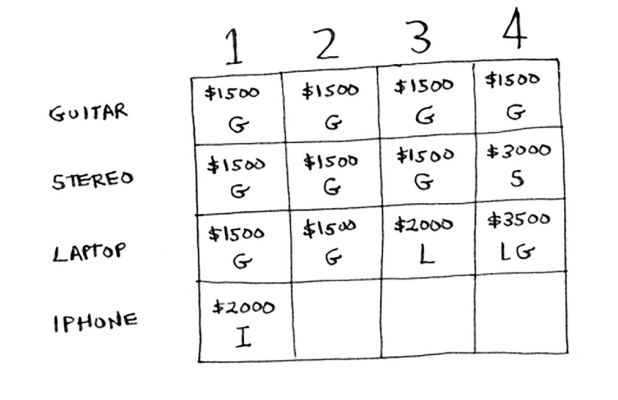 1 2 3 4
GUITAR $1500 G $1500 G $1500 G $1500 G
STEREO $1500 G $1500 G $1500 G $3000 S
LAPTOP $1500 G $1500 G $2000 L $3500 LG
IPHONE $2000 I